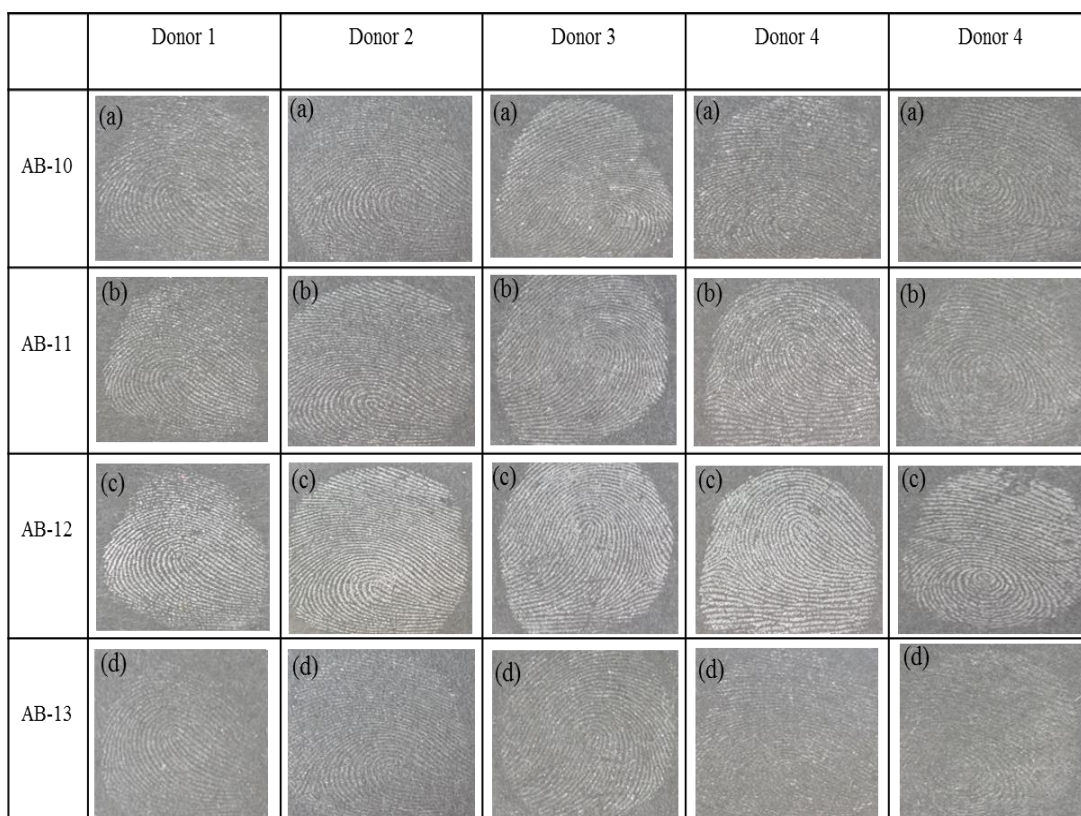 Donor 1 Donor 2 Donor 3 Donor 4 Donor 4
AB-10 (a) (a) (a) (a) (a)
AB-11 (b) (b) (b) (b) (b)
AB-12 (c) (c) (c) (c) (c)
AB-13 (d) (d) (d) (d) (d)